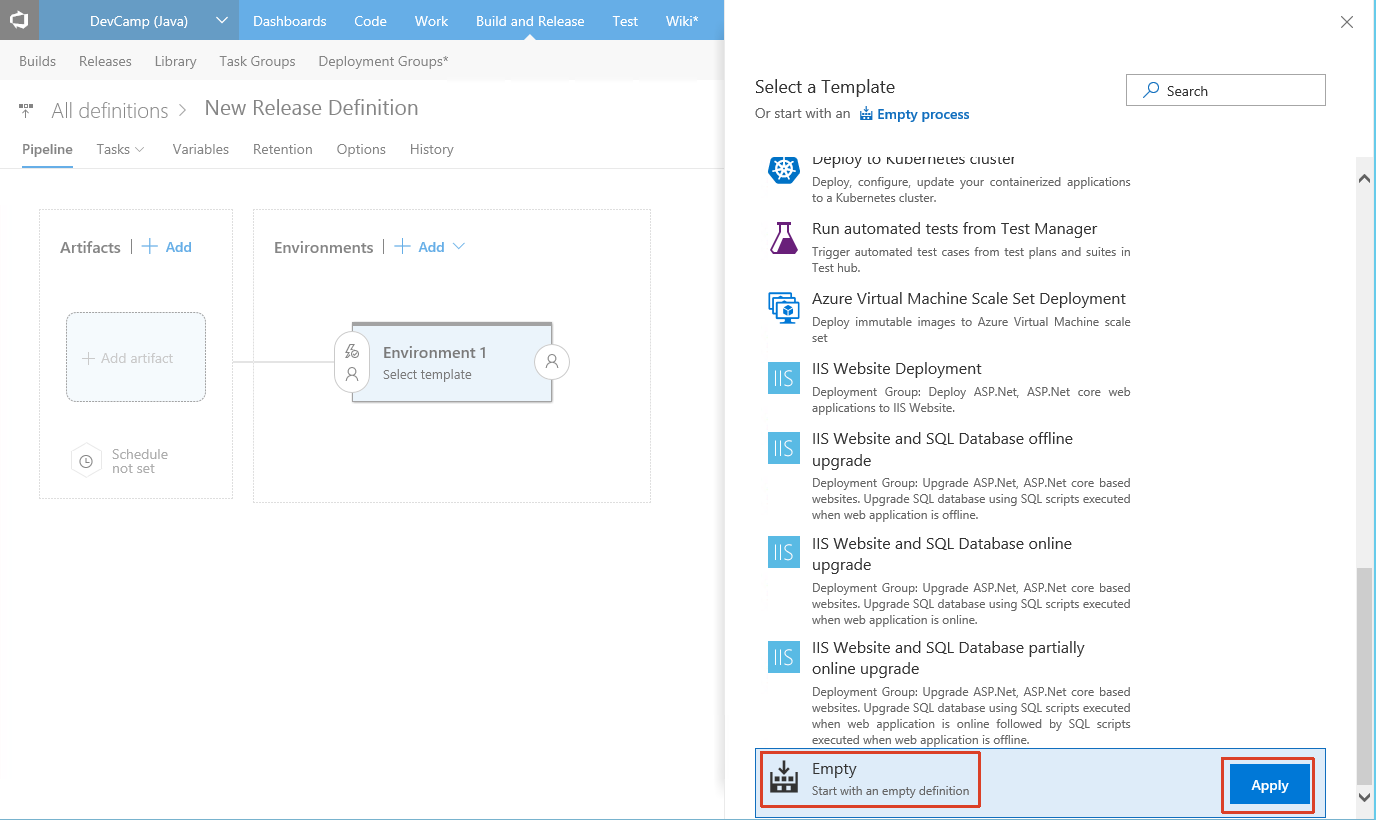 DevCamp (Java)
Dashboards
Code
Work
Build and Release
Test
Wiki*
Builds
Releases
Library
Task Groups
Deployment Groups*
All definitions
New Release Definition
Pipeline
Tasks
Variables
Retention
Options
History
Artifacts
+ Add
Environments
+ Add
+ Add artifact
Environment 1
Select template
Schedule
not set
Select a Template
Or start with an Empty process
Search
Deploy to Kubernetes cluster
Deploy, configure, update your containerized applications
to a Kubernetes cluster.
Run automated tests from Test Manager
Trigger automated test cases from test plans and suites in
Test hub.
Azure Virtual Machine Scale Set Deployment
Deploy immutable images to Azure Virtual Machine scale
set
IIS
IIS Website Deployment
Deployment Group: Deploy ASP.Net, ASP.Net core web
applications to IIS Website.
IIS
IIS Website and SQL Database offline
upgrade
Deployment Group: Upgrade ASP.Net, ASP.Net core based
websites. Upgrade SQL database using SQL scripts executed
when web application is offline.
IIS
IIS Website and SQL Database online
upgrade
Deployment Group: Upgrade ASP.Net, ASP.Net core based
websites. Upgrade SQL database using SQL scripts executed
when web application is online.
IIS
IIS Website and SQL Database partially
online upgrade
Deployment Group: Upgrade ASP.Net, ASP.Net core based
websites. Upgrade SQL database using SQL scripts executed
when web application is online followed by SQL scripts
executed when web application is offline.
Empty
Start with an empty definition
Apply